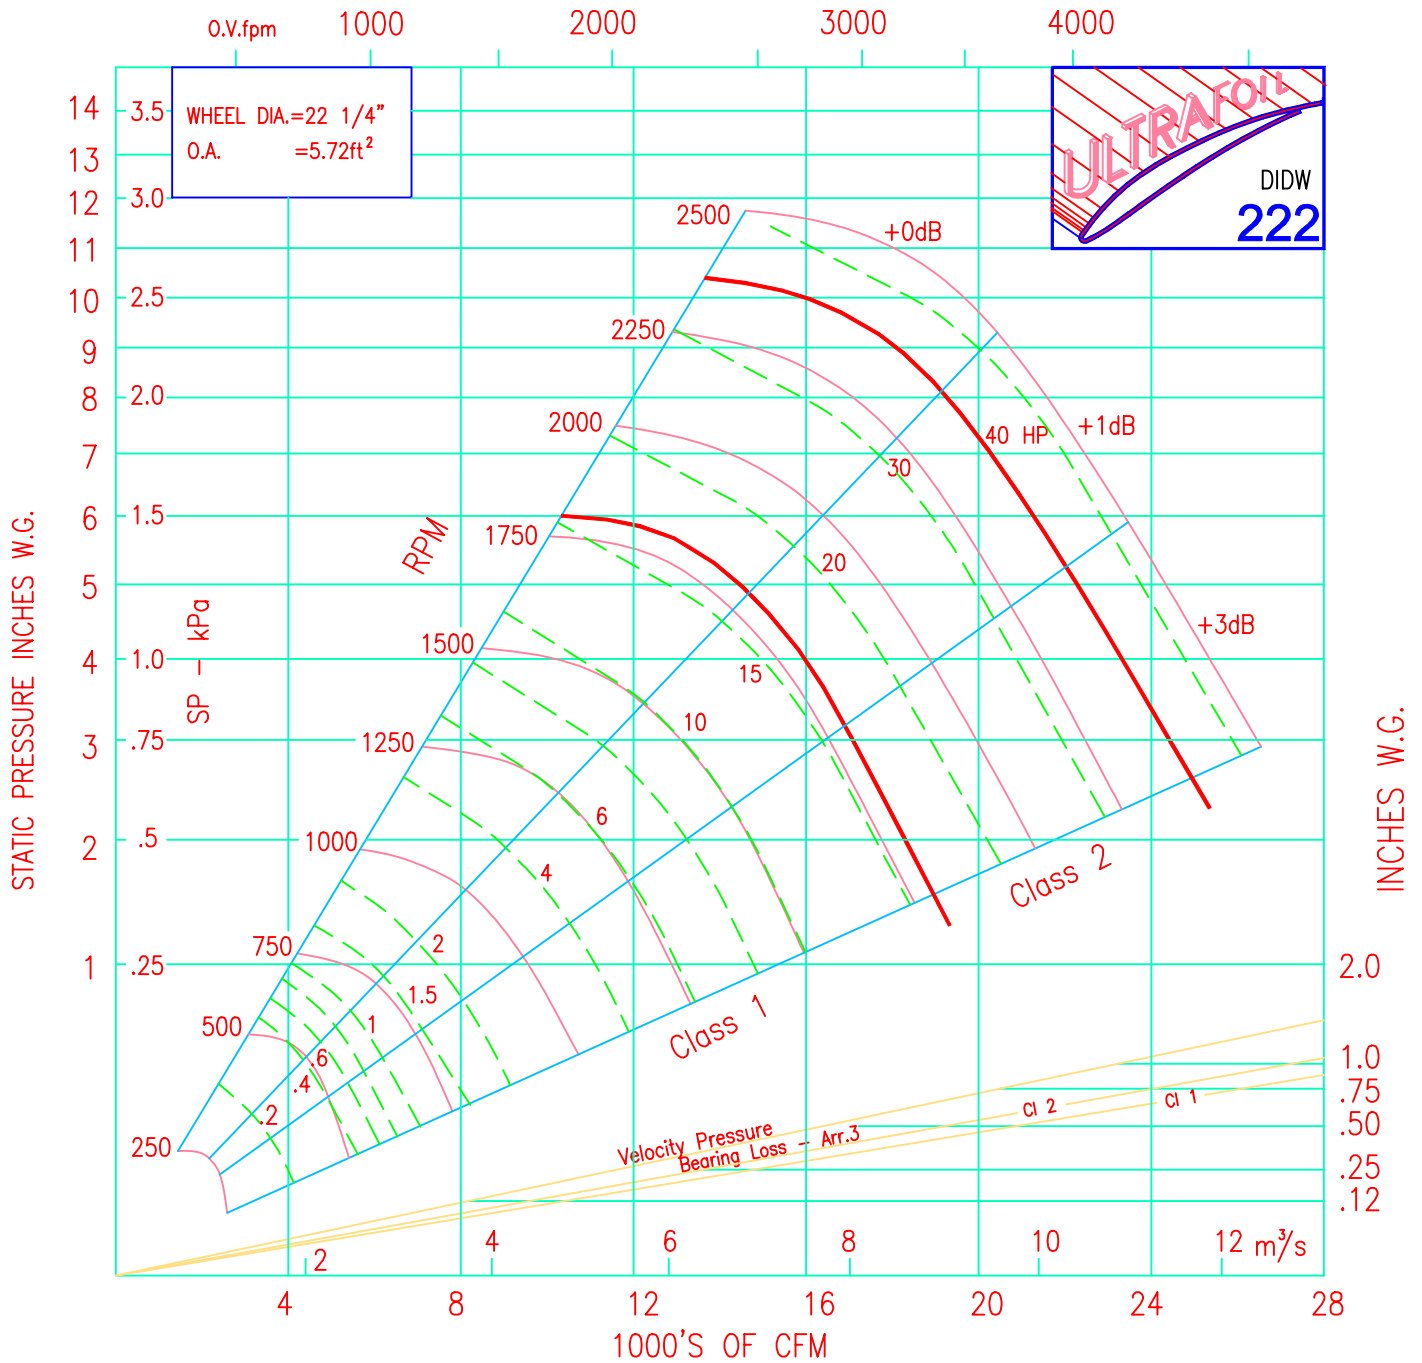 O.V.fpm 1000 2000 3000 4000
WHEEL DIA.=22 1/4"
O.A. =5.72ft²
ULTRAFOIL
DIDW
222
14 3.5
13
12 3.0
11
10 2.5
9
8 2.0
7
6 1.5
5
4 1.0
3 .75
2 .5
1 .25
STATIC PRESSURE INCHES W.G.
SP - kPa
RPM
2500
2250
2000
1750
1500
1250
1000
750
500
250
+0dB
+1dB
+3dB
40 HP
30
20
15
10
6
4
2
1.5
1
.6
.4
.2
Class 2
Class 1
Velocity Pressure
Bearing Loss - Arr.3
Cl 2
Cl 1
INCHES W.G.
2.0
1.0
.75
.50
.25
.12
2 4 6 8 10 12 m³/s
4 8 12 16 20 24 28
1000'S OF CFM